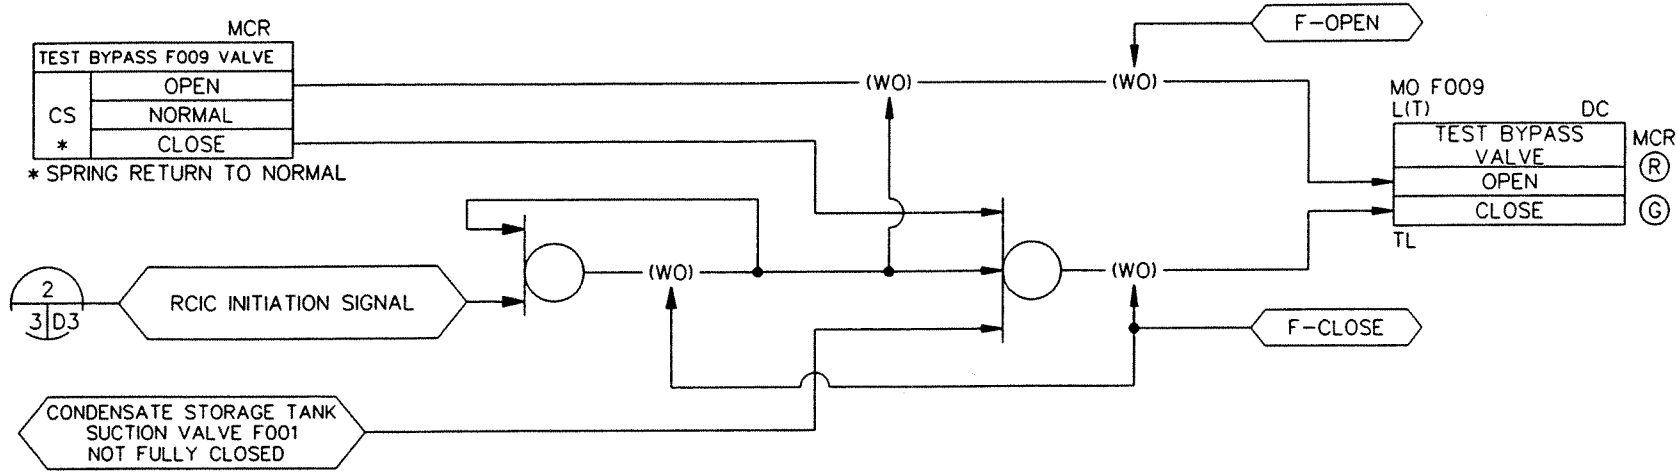 MCR
TEST BYPASS F009 VALVE
CS
*
OPEN
NORMAL
CLOSE
* SPRING RETURN TO NORMAL
F-OPEN
(WO)
(WO)
MO F009
L(T)
DC
TEST BYPASS
VALVE
OPEN
CLOSE
MCR
R
G
TL
2
3 D3
RCIC INITIATION SIGNAL
(WO)
(WO)
F-CLOSE
CONDENSATE STORAGE TANK
SUCTION VALVE F001
NOT FULLY CLOSED